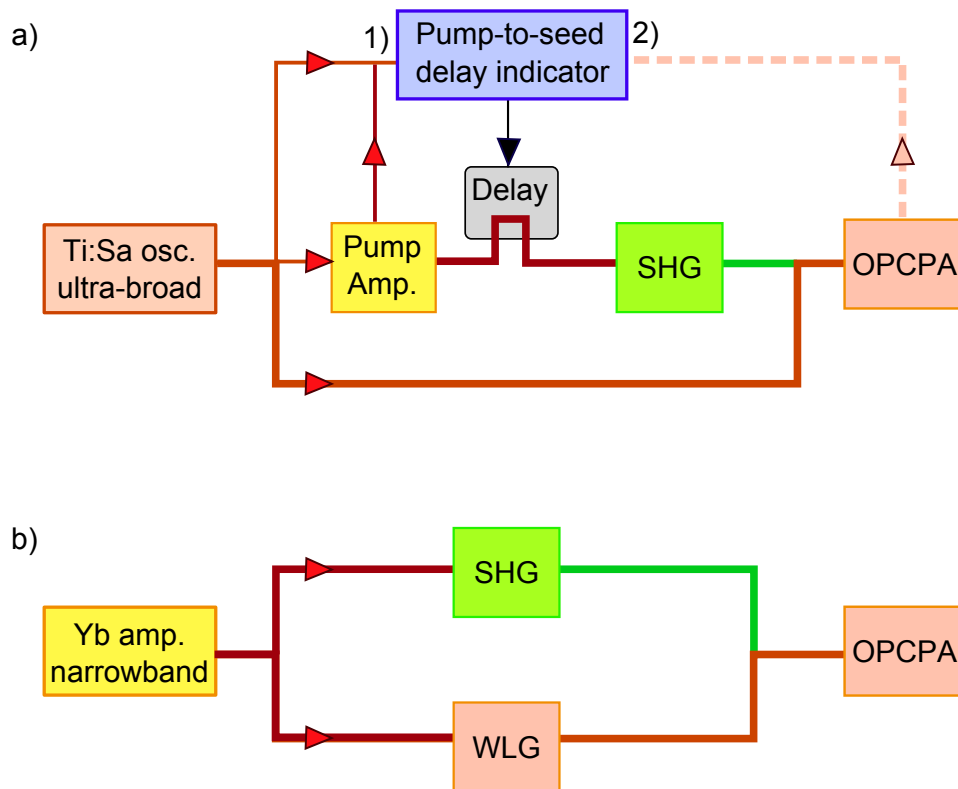 a)
1)
Pump-to-seed
delay indicator
2)
Delay
Ti:Sa osc.
ultra-broad
Pump
Amp.
SHG
OPCPA
b)
SHG
Yb amp.
narrowband
OPCPA
WLG